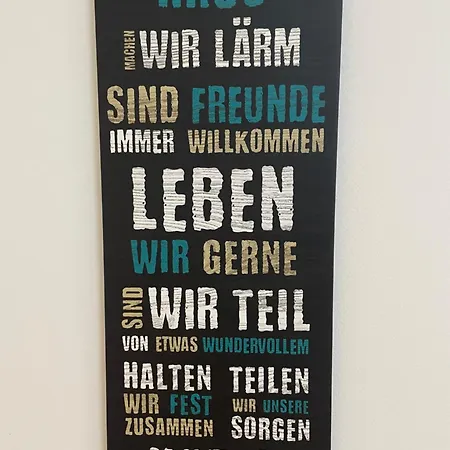 MACHEN WIR LÄRM
SIND FREUNDE
IMMER WILLKOMMEN
LEBEN
WIR GERNE
SIND WIR TEIL
VON ETWAS WUNDERVOLLEM
HALTEN
WIR FEST
ZUSAMMEN
TEILEN
WIR UNSERE
SORGEN